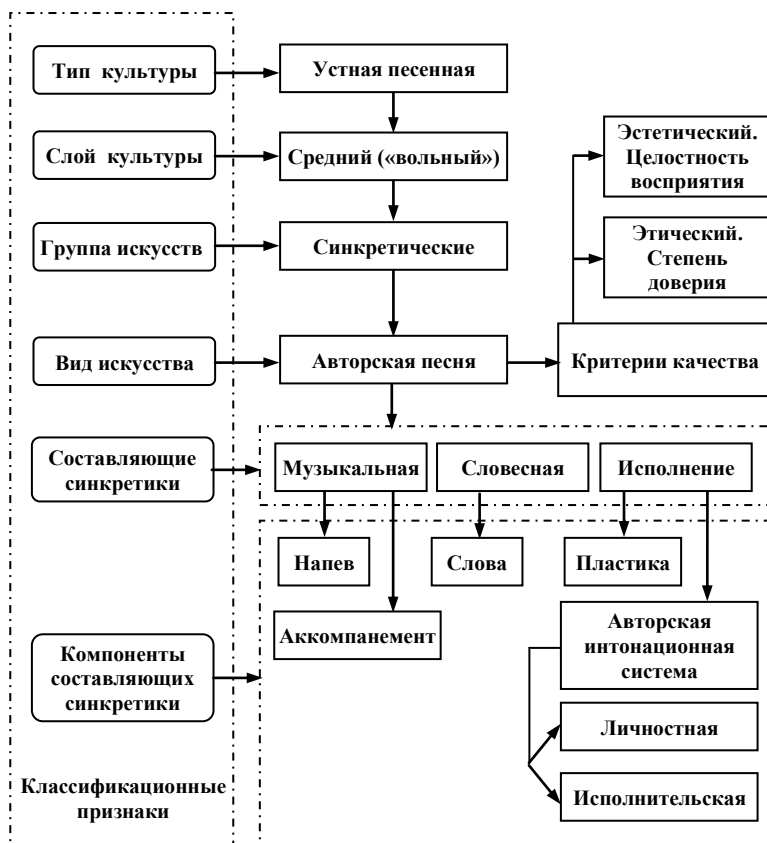 Тип культуры
Устная песенная
Слой культуры
Средний («вольный»)
Эстетический.
Целостность
восприятия
Группа искусств
Синкретические
Этический.
Степень
доверия
Вид искусства
Авторская песня
Критерии качества
Составляющие
синкретики
Музыкальная
Словесная
Исполнение
Напев
Слова
Пластика
Аккомпанемент
Авторская
интонационная
система
Компоненты
составляющих
синкретики
Личностная
Исполнительская
Классификационные
признаки